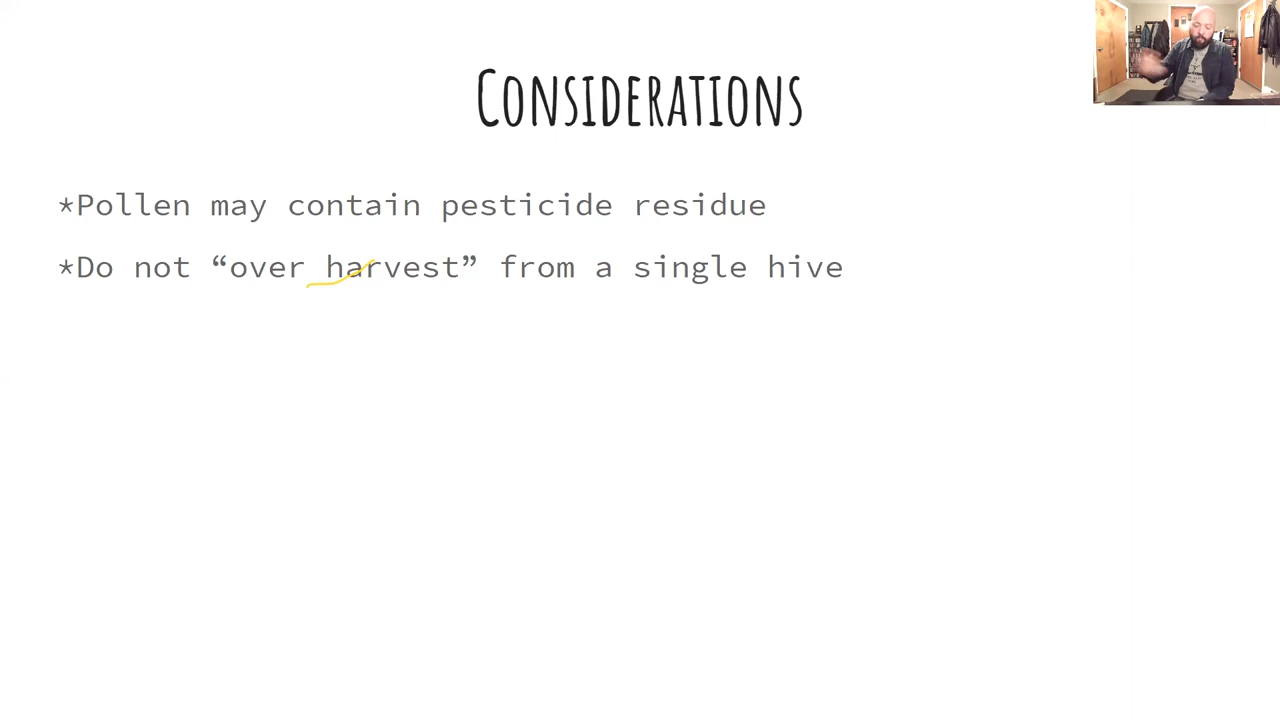 Considerations
*Pollen may contain pesticide residue
*Do not “over harvest” from a single hive